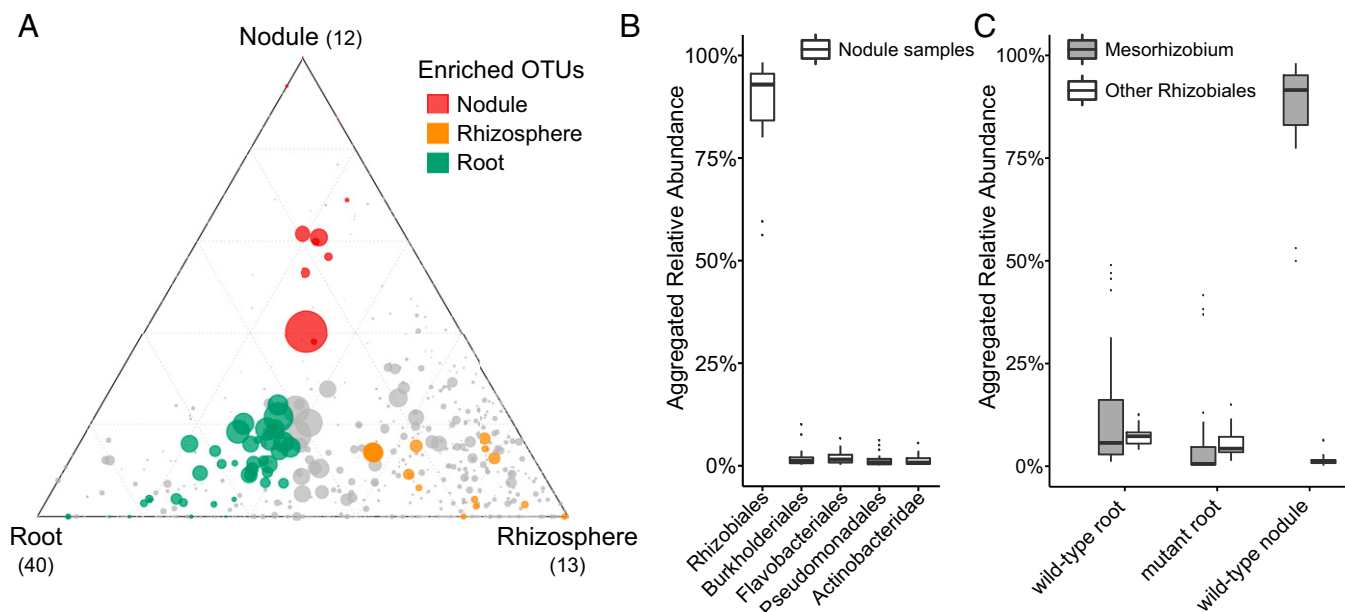 A
Nodule (12)
Enriched OTUs
Nodule
Rhizosphere
Root
Root
(40)
Rhizosphere
(13)
B
Aggregated Relative Abundance
100%
75%
50%
25%
0%
Nodule samples
Rhizobiales
Burkholderiales
Flavobacteriales
Pseudomonadales
Actinobacteridae
C
Aggregated Relative Abundance
100%
75%
50%
25%
0%
Mesorhizobium
Other Rhizobiales
wild-type root
mutant root
wild-type nodule